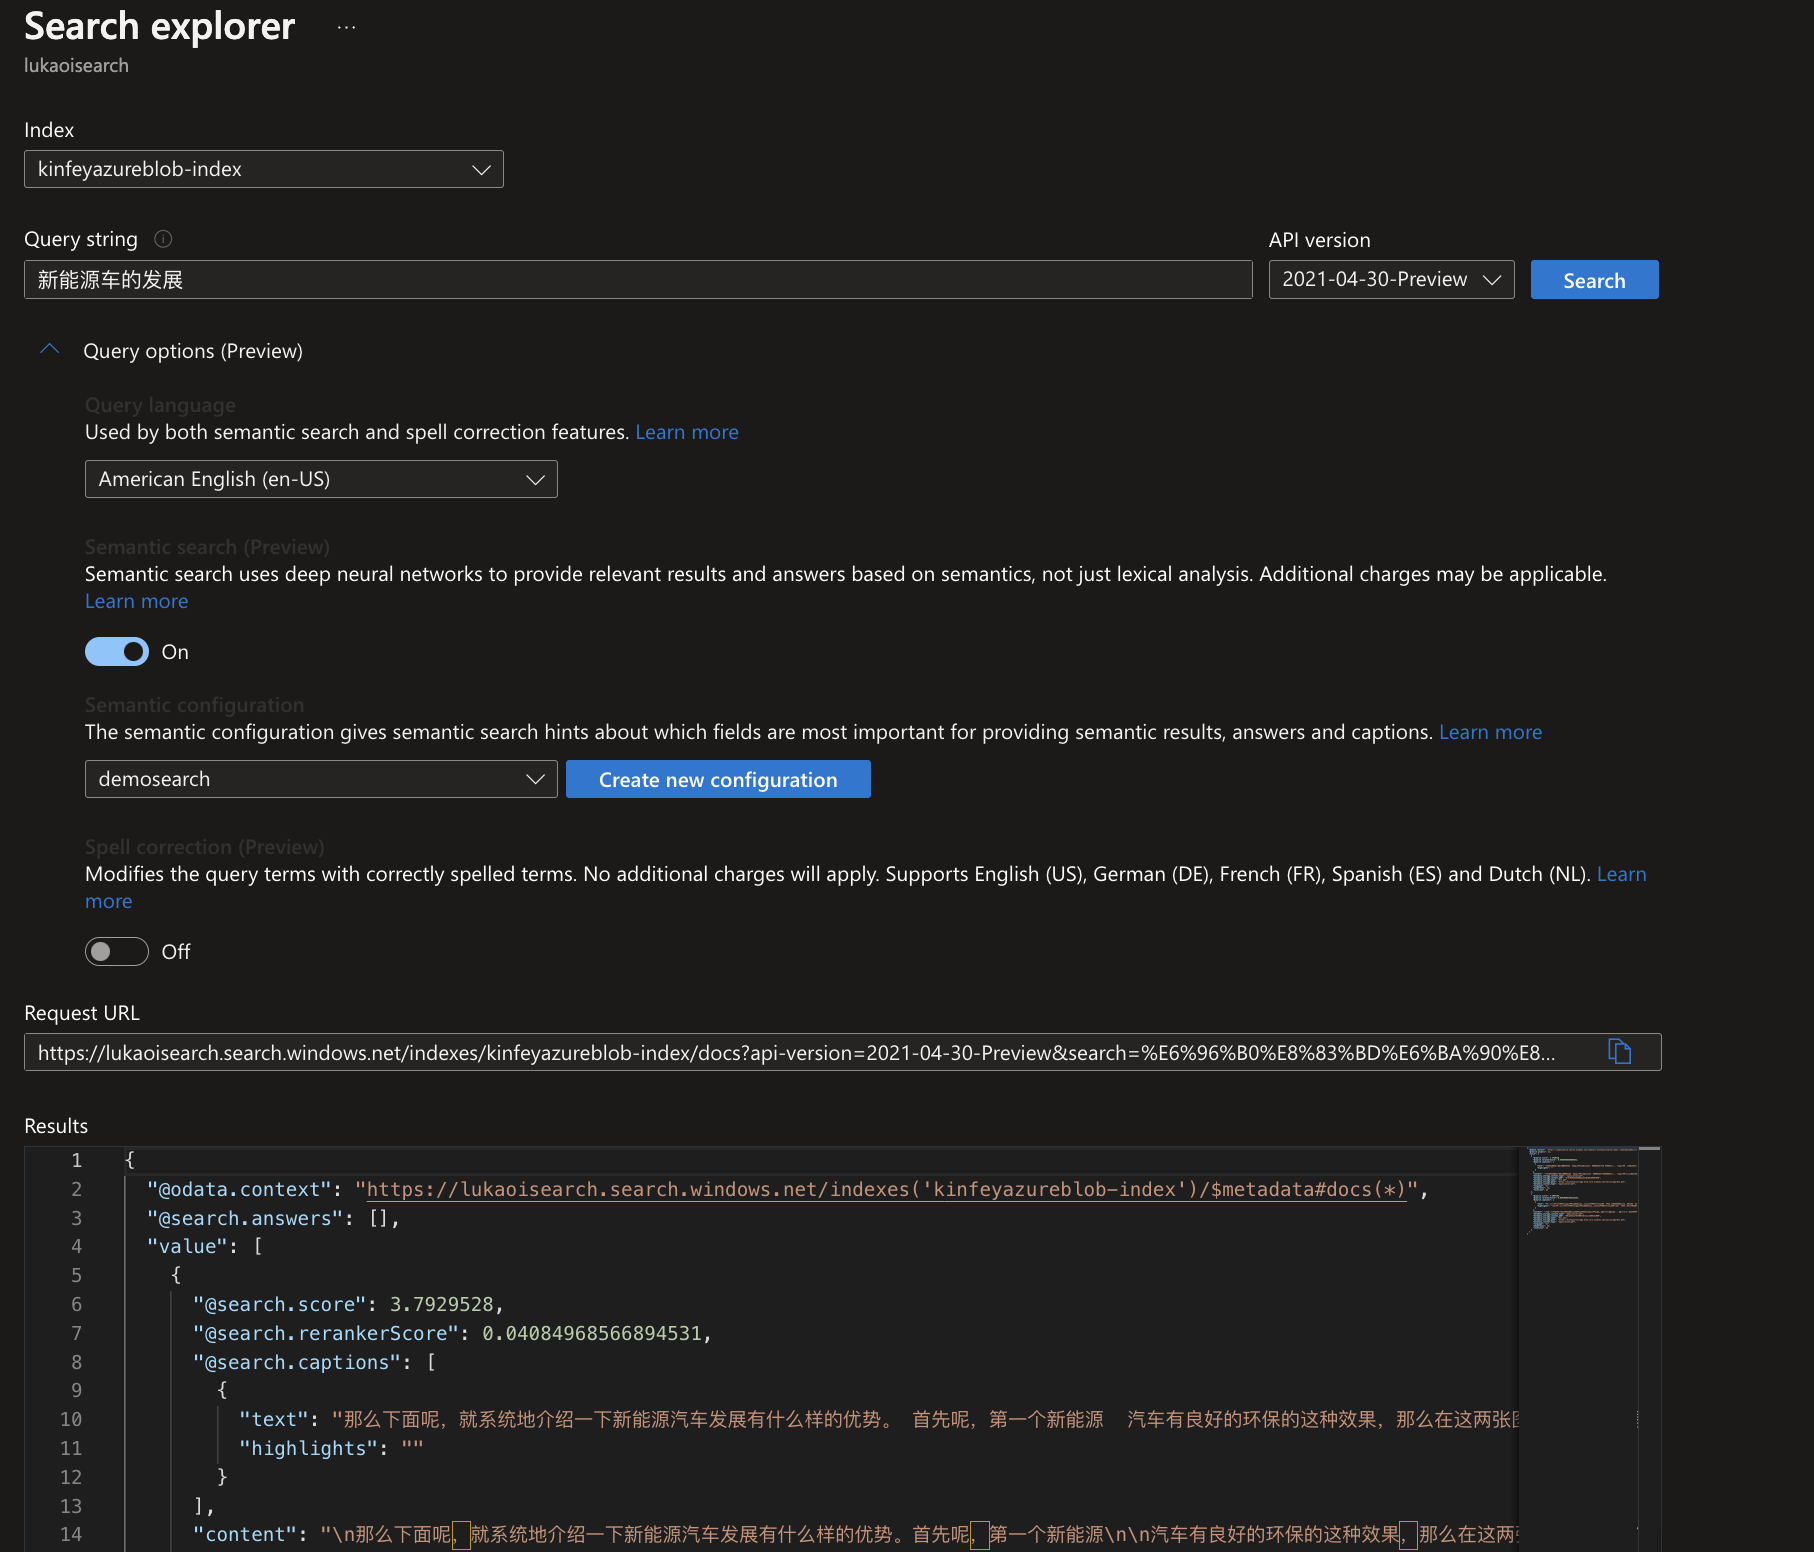 Search explorer ...
lukaoisearch
Index
kinfeyazureblob-index
Query string
API version
新能源车的发展
2021-04-30-Preview
Search
Query options (Preview)
Query language
Used by both semantic search and spell correction features. Learn more
American English (en-US)
Semantic search (Preview)
Semantic search uses deep neural networks to provide relevant results and answers based on semantics, not just lexical analysis. Additional charges may be applicable.
Learn more
On
Semantic configuration
The semantic configuration gives semantic search hints about which fields are most important for providing semantic results, answers and captions. Learn more
demosearch
Create new configuration
Spell correction (Preview)
Modifies the query terms with correctly spelled terms. No additional charges will apply. Supports English (US), German (DE), French (FR), Spanish (ES) and Dutch (NL). Learn
more
Off
Request URL
https://lukaoisearch.search.windows.net/indexes/kinfeyazureblob-index/docs?api-version=2021-04-30-Preview&search=%E6%96%B0%E8%83%BD%E6%BA%90%E8...
Results
1 {
2 "@odata.context": "https://lukaoisearch.search.windows.net/indexes('kinfeyazureblob-index')/$metadata#docs(*)",
3 "@search.answers": [],
4 "value": [
5 {
6 "@search.score": 3.7929528,
7 "@search.rerankerScore": 0.04084968566894531,
8 "@search.captions": [
9 {
10 "text": "那么下面呢，就系统地介绍一下新能源汽车发展有什么样的优势。 首先呢，第一个新能源 汽车有良好的环保的这种效果，那么在这两张
11 "highlights": ""
12 }
13 ],
14 "content": "\n那么下面呢，就系统地介绍一下新能源汽车发展有什么样的优势。首先呢，第一个新能源\n\n汽车有良好的环保的这种效果，那么在这两